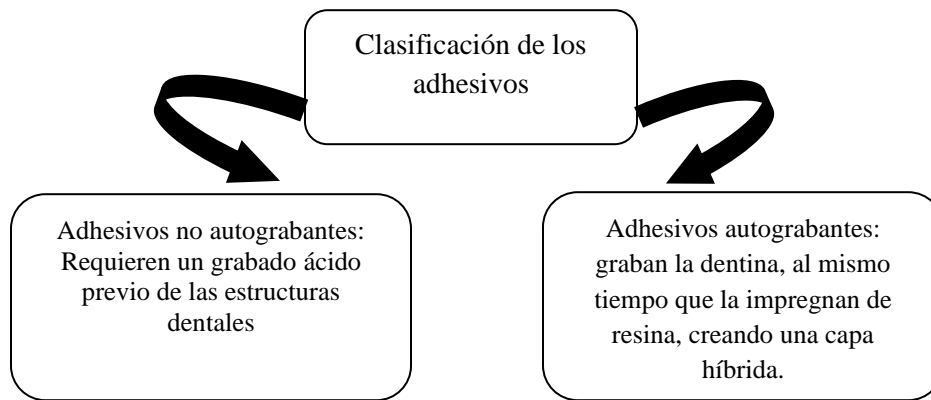 Clasificación de los
adhesivos
Adhesivos no autograbantes:
Requieren un grabado ácido
previo de las estructuras
dentales
Adhesivos autograbantes:
graban la dentina, al mismo
tiempo que la impregnan de
resina, creando una capa
híbrida.